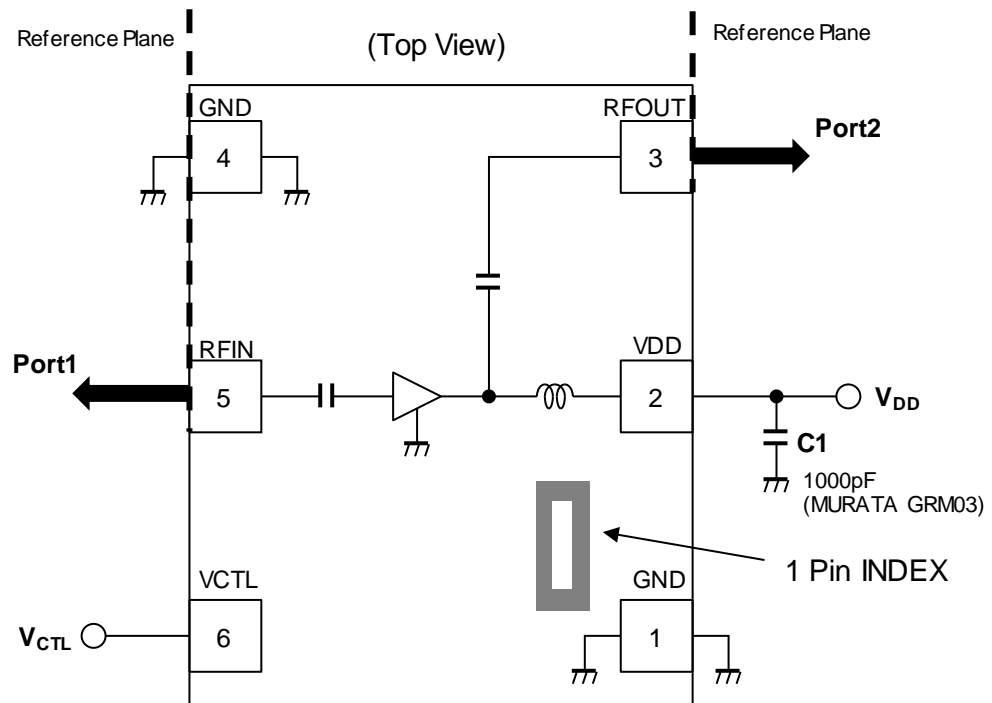 Reference Plane
(Top View)
Reference Plane
GND
4
RFOUT
3
Port2
Port1
RFIN
5
VDD
2
VDD
C1
1000pF
(MURATA GRM03)
1 Pin INDEX
VCTL
6
VCTL
GND
1